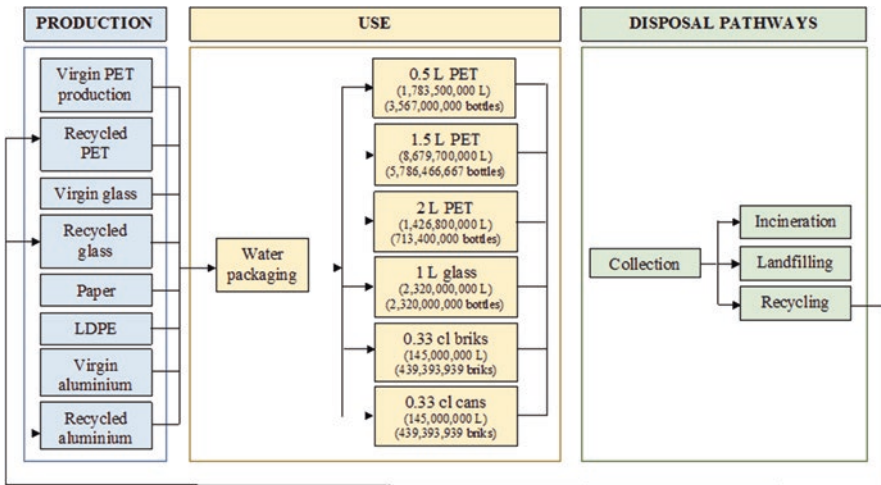 PRODUCTION
Virgin PET
production
Recycled
PET
Virgin glass
Recycled
glass
Paper
LDPE
Virgin
aluminium
Recycled
aluminium
USE
Water
packaging
0.5 L PET
(1,783,500,000 L)
(3,567,000,000 bottles)
1.5 L PET
(8,679,700,000 L)
(5,786,466,667 bottles)
2 L PET
(1,426,800,000 L)
(713,400,000 bottles)
1 L glass
(2,320,000,000 L)
(2,320,000,000 bottles)
0.33 cl briks
(145,000,000 L)
(439,393,939 briks)
0.33 cl cans
(145,000,000 L)
(439,393,939 briks)
DISPOSAL PATHWAYS
Collection
Incineration
Landfilling
Recycling